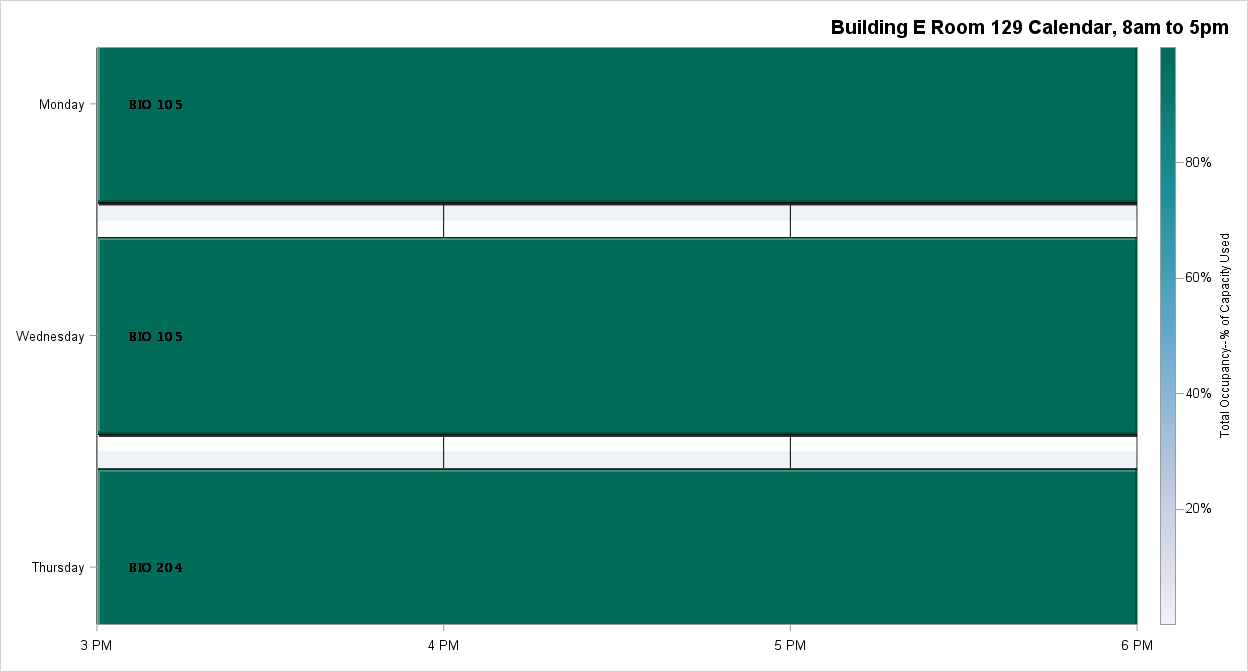 Building E Room 129 Calendar, 8am to 5pm
Monday
BIO 105
Wednesday
BIO 105
Thursday
BIO 204
3 PM
4 PM
5 PM
6 PM
80%
60%
40%
20%
Total Occupancy--% of Capacity Used